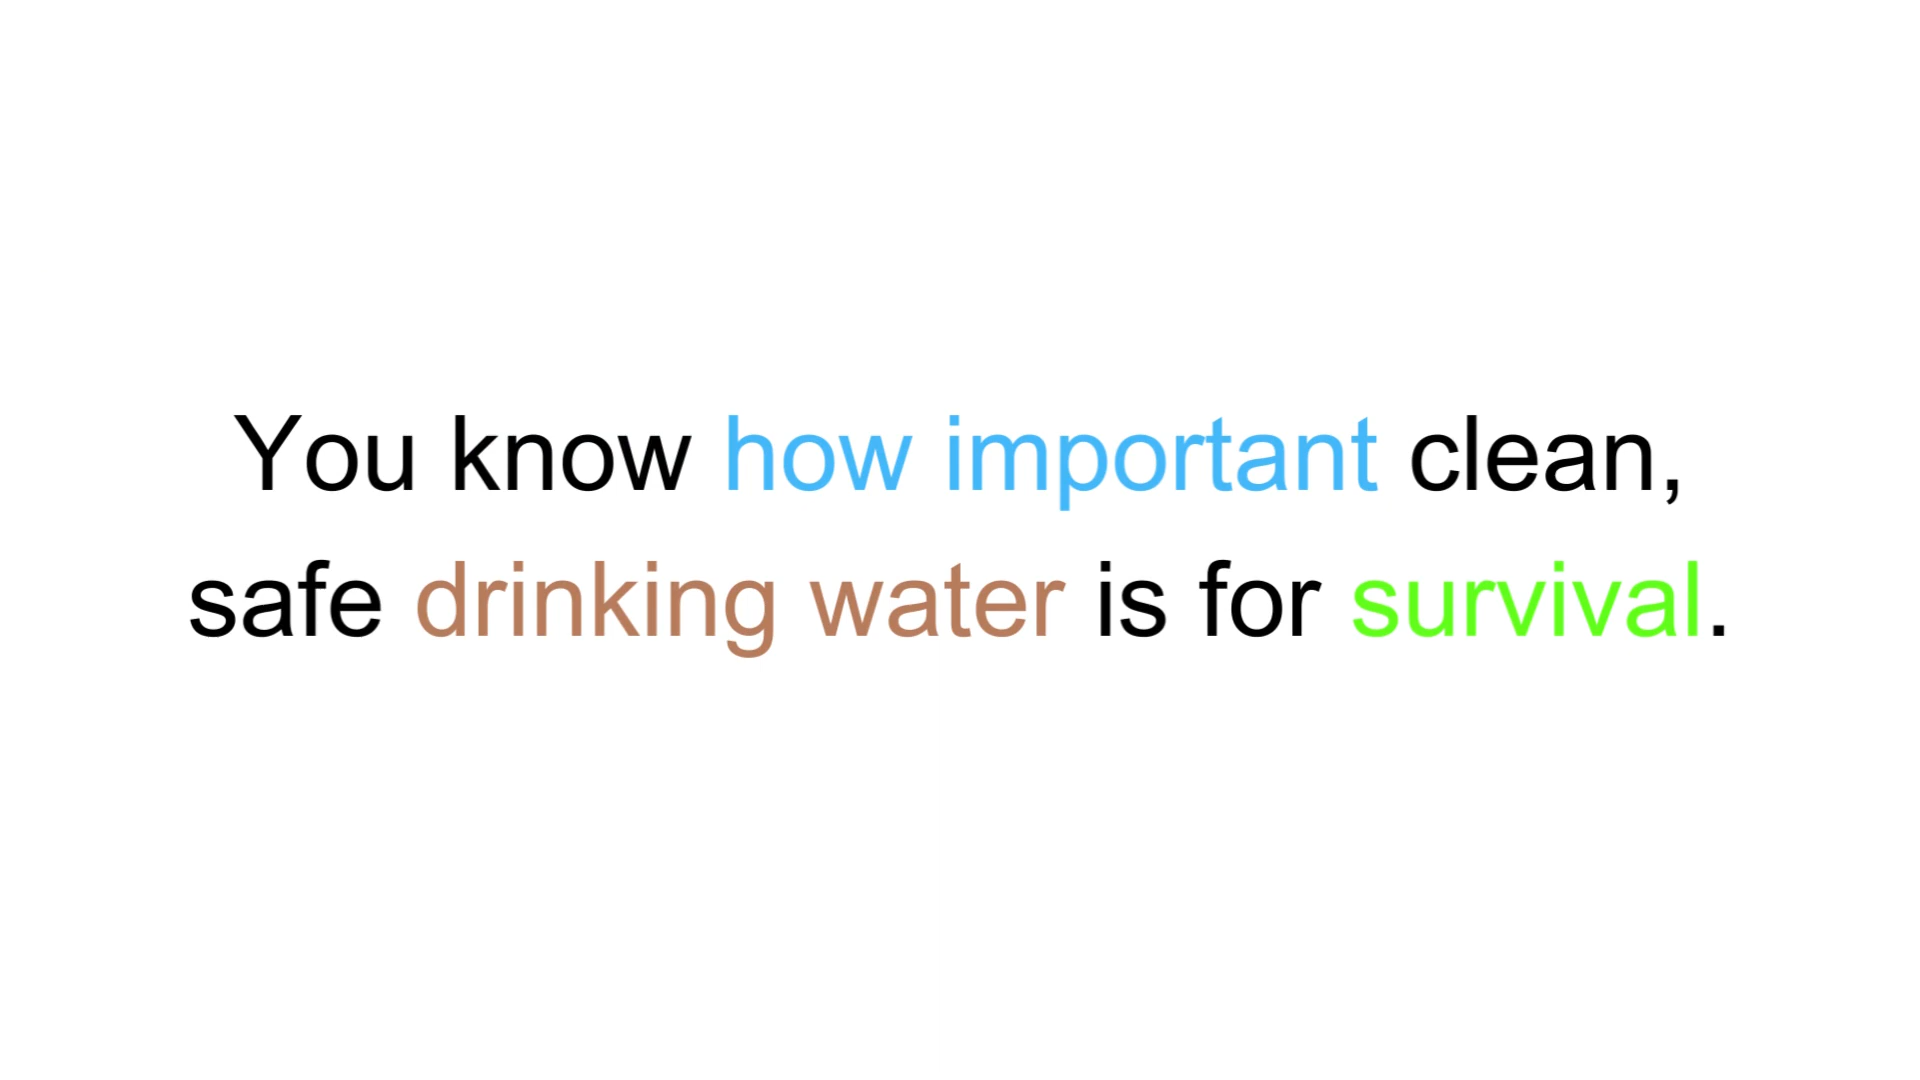 You know how important clean,
safe drinking water is for survival.